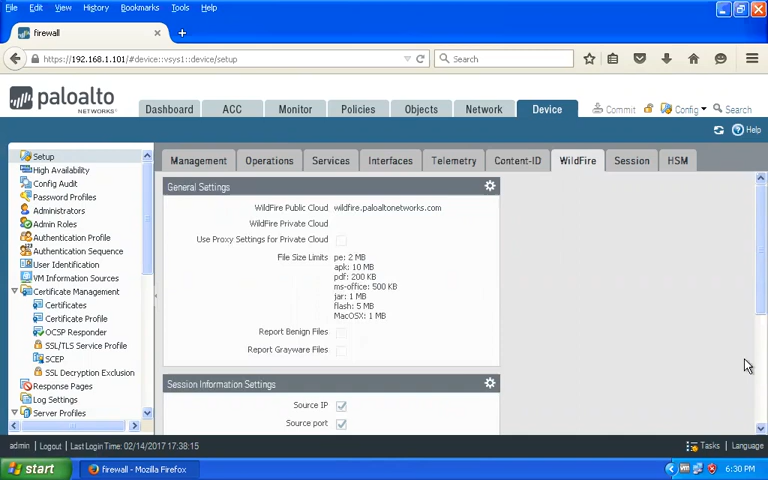 File Edit View History Bookmarks Tools Help
firewall
https://192.168.1.101/#device::vsys1::device/setup
Search
paloalto
NETWORKS
Dashboard ACC Monitor Policies Objects Network Device
Commit Config Search
Help
Setup
High Availability
Config Audit
Password Profiles
Administrators
Admin Roles
Authentication Profile
Authentication Sequence
User Identification
VM Information Sources
Certificate Management
Certificates
Certificate Profile
OCSP Responder
SSL/TLS Service Profile
SCEP
SSL Decryption Exclusion
Response Pages
Log Settings
Server Profiles
Management Operations Services Interfaces Telemetry Content-ID WildFire Session HSM
General Settings
WildFire Public Cloud wildfire.paloaltonetworks.com
WildFire Private Cloud
Use Proxy Settings for Private Cloud
File Size Limits pe: 2 MB
apk: 10 MB
pdf: 200 KB
ms-office: 500 KB
jar: 1 MB
flash: 5 MB
MacOSX: 1 MB
Report Benign Files
Report Grayware Files
Session Information Settings
Source IP
Source port
admin | Logout | Last Login Time: 02/14/2017 17:38:15
Tasks | Language
start
firewall - Mozilla Firefox
6:30 PM